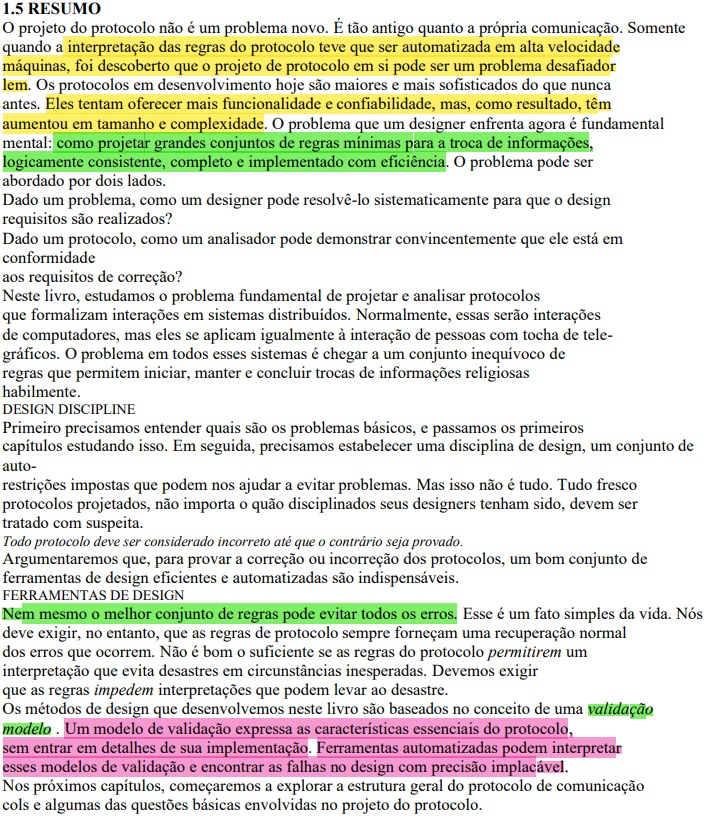 1.5 RESUMO
O projeto do protocolo não é um problema novo. É tão antigo quanto a própria comunicação. Somente
quando a interpretação das regras do protocolo teve que ser automatizada em alta velocidade
máquinas, foi descoberto que o projeto de protocolo em si pode ser um problema desafiador
lem. Os protocolos em desenvolvimento hoje são maiores e mais sofisticados do que nunca
antes. Eles tentam oferecer mais funcionalidade e confiabilidade, mas, como resultado, têm
aumentou em tamanho e complexidade. O problema que um designer enfrenta agora é fundamental
mental: como projetar grandes conjuntos de regras mínimas para a troca de informações,
logicamente consistente, completo e implementado com eficiência. O problema pode ser
abordado por dois lados.
Dado um problema, como um designer pode resolvê-lo sistematicamente para que o design
requisitos são realizados?
Dado um protocolo, como um analisador pode demonstrar convincentemente que ele está em
conformidade
aos requisitos de correção?
Neste livro, estudamos o problema fundamental de projetar e analisar protocolos
que formalizam interações em sistemas distribuídos. Normalmente, essas serão interações
de computadores, mas eles se aplicam igualmente à interação de pessoas com tocha de tele-
gráficos. O problema em todos esses sistemas é chegar a um conjunto inequívoco de
regras que permitem iniciar, manter e concluir trocas de informações religiosas
habilmente.
DESIGN DISCIPLINE
Primeiro precisamos entender quais são os problemas básicos, e passamos os primeiros
capítulos estudando isso. Em seguida, precisamos estabelecer uma disciplina de design, um conjunto de
auto-
restrições impostas que podem nos ajudar a evitar problemas. Mas isso não é tudo. Tudo fresco
protocolos projetados, não importa o quão disciplinados seus designers tenham sido, devem ser
tratado com suspeita.
Todo protocolo deve ser considerado incorreto até que o contrário seja provado.
Argumentaremos que, para provar a correção ou incorreção dos protocolos, um bom conjunto de
ferramentas de design eficientes e automatizadas são indispensáveis.
FERRAMENTAS DE DESIGN
Nem mesmo o melhor conjunto de regras pode evitar todos os erros. Esse é um fato simples da vida. Nós
deve exigir, no entanto, que as regras de protocolo sempre forneçam uma recuperação normal
dos erros que ocorrem. Não é bom o suficiente se as regras do protocolo permitirem um
interpretação que evita desastres em circunstâncias inesperadas. Devemos exigir
que as regras impedem interpretações que podem levar ao desastre.
Os métodos de design que desenvolvemos neste livro são baseados no conceito de uma validação
modelo . Um modelo de validação expressa as características essenciais do protocolo,
sem entrar em detalhes de sua implementação. Ferramentas automatizadas podem interpretar
esses modelos de validação e encontrar as falhas no design com precisão implacável.
Nos próximos capítulos, começaremos a explorar a estrutura geral do protocolo de comunicação
cols e algumas das questões básicas envolvidas no projeto do protocolo.